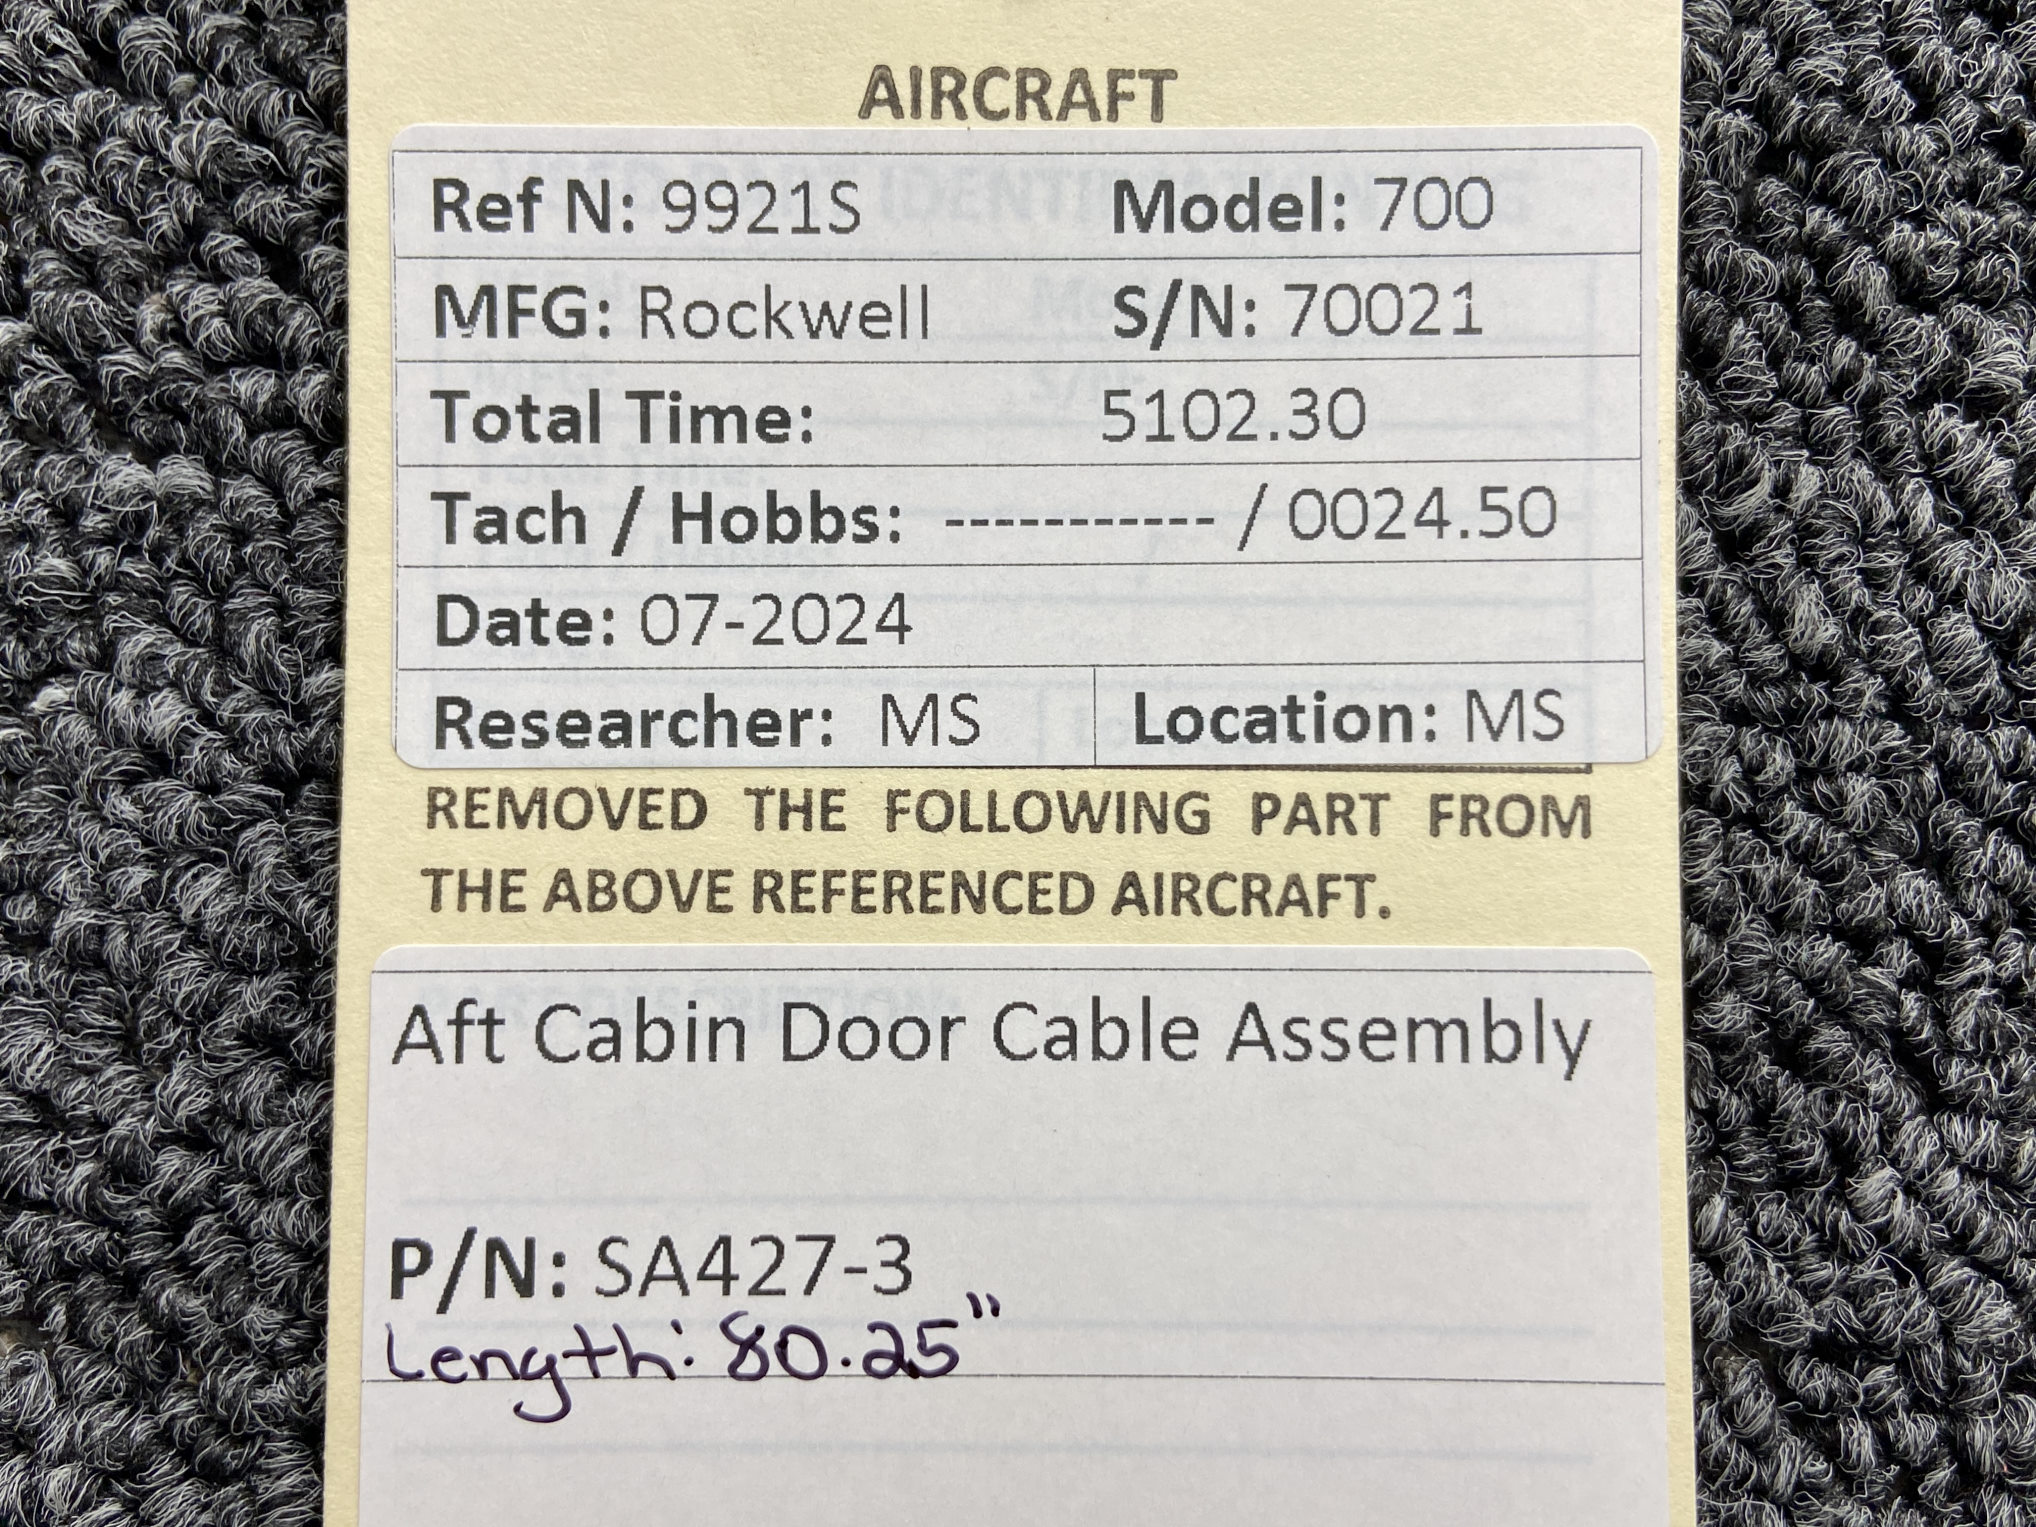 AIRCRAFT
Ref N: 9921S Model: 700
MFG: Rockwell S/N: 70021
Total Time: 5102.30
Tach / Hobbs: ----------- / 0024.50
Date: 07-2024
Researcher: MS Location: MS
REMOVED THE FOLLOWING PART FROM
THE ABOVE REFERENCED AIRCRAFT.
Aft Cabin Door Cable Assembly
P/N: SA427-3
Length: 80.25"